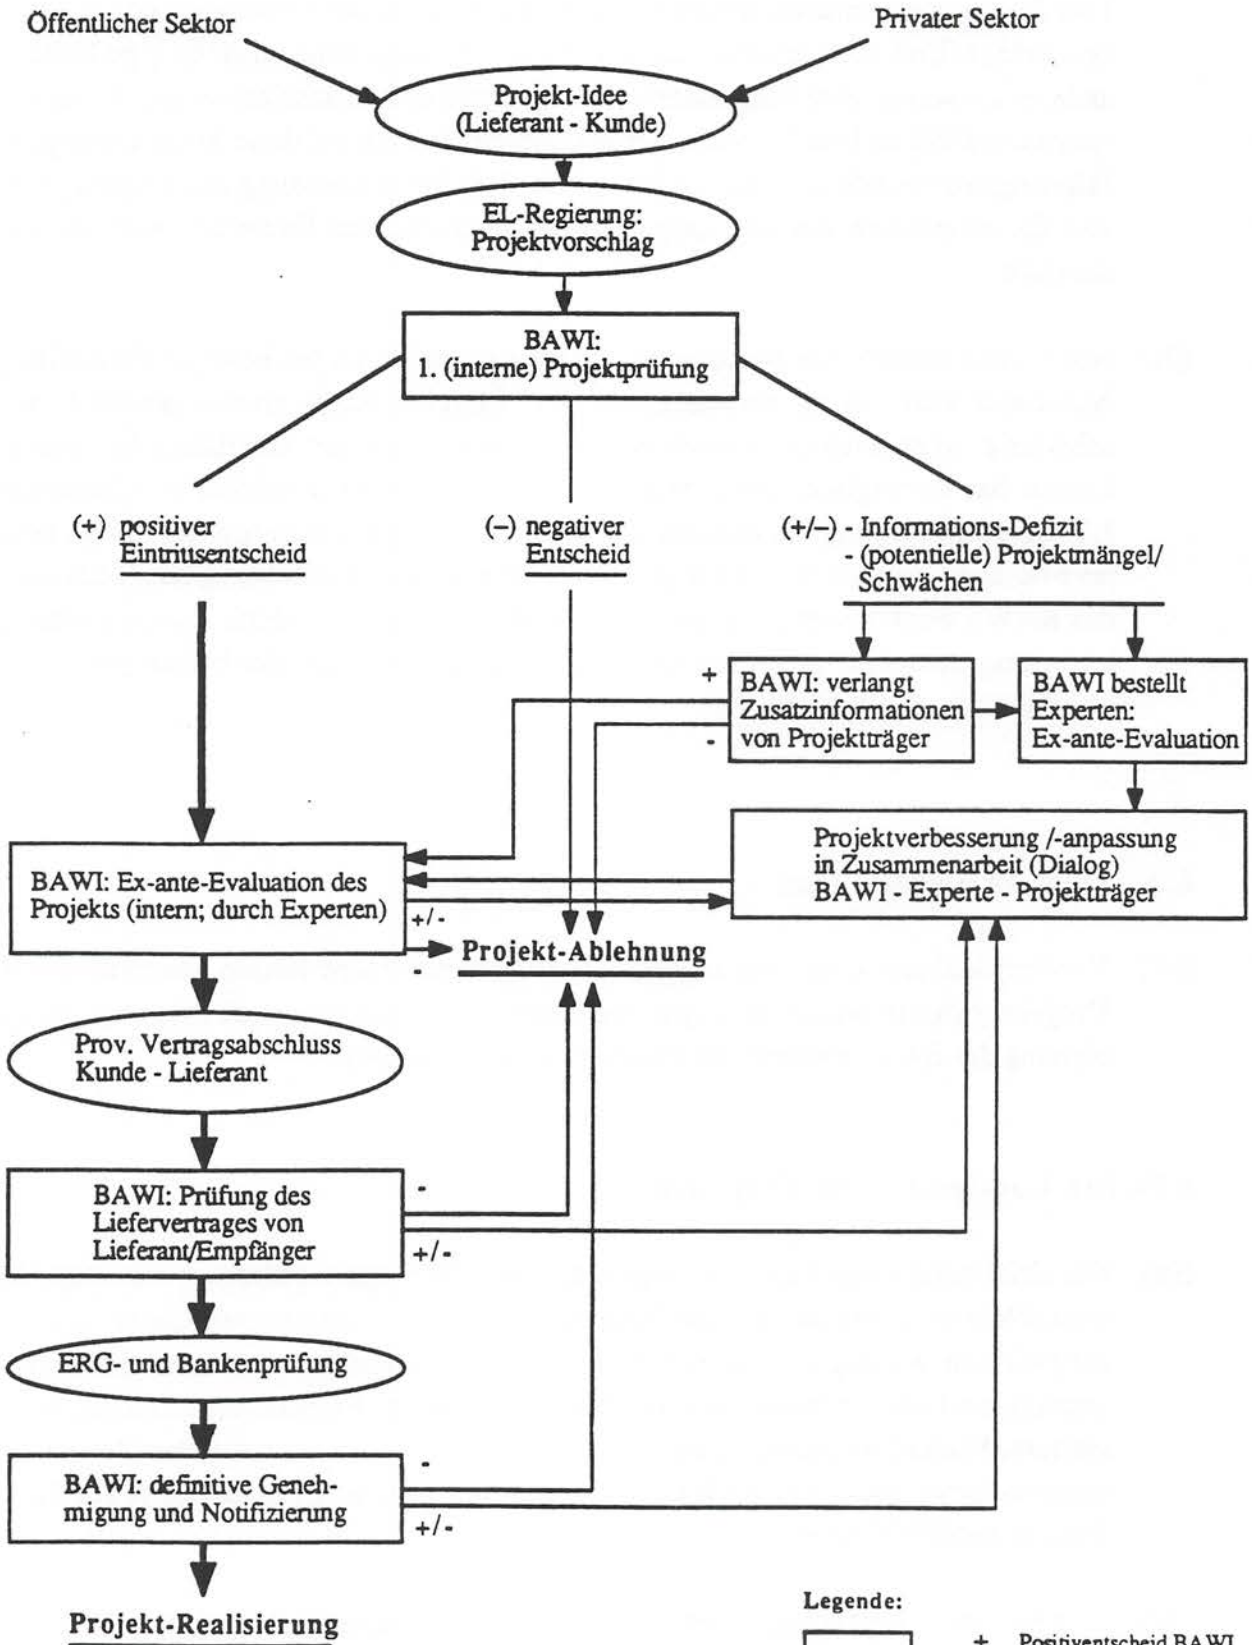 Öffentlicher Sektor
Privater Sektor
Projekt-Idee
(Lieferant - Kunde)
EL-Regierung:
Projektvorschlag
BAWI:
1. (interne) Projektprüfung
(+) positiver
Eintritsentscheid
(–) negativer
Entscheid
(+/–) - Informations-Defizit
- (potentielle) Projektmängel/
Schwächen
+
-
BAWI: verlangt
Zusatzinformationen
von Projektträger
BAWI bestellt
Experten:
Ex-ante-Evaluation
Projektverbesserung /-anpassung
in Zusammenarbeit (Dialog)
BAWI - Experte - Projektträger
BAWI: Ex-ante-Evaluation des
Projekts (intern; durch Experten)
+/-
-
Projekt-Ablehnung
Prov. Vertragsabschluss
Kunde - Lieferant
BAWI: Prüfung des
Liefervertrages von
Lieferant/Empfänger
-
+/-
ERG- und Bankenprüfung
BAWI: definitive Geneh-
migung und Notifizierung
-
+/-
Projekt-Realisierung
Legende:
+ Positiventscheid BAWI